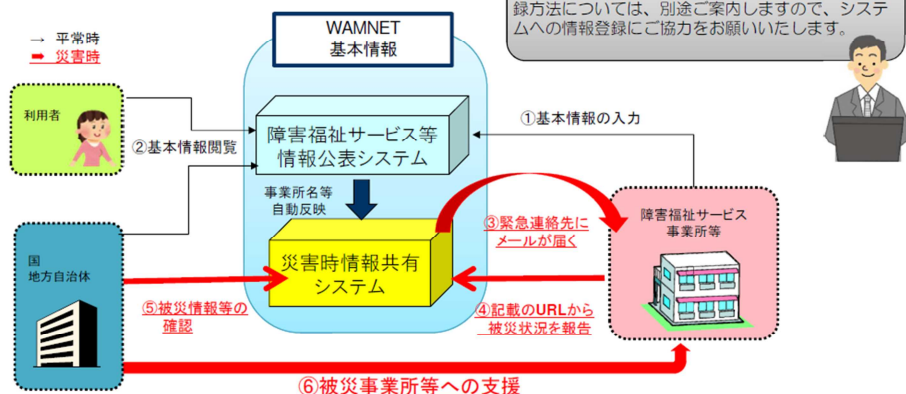 録方法については、別途ご案内しますので、システ
ムへの情報登録にご協力をお願いいたします。
→ 平常時
➡ 災害時
WAMNET
基本情報
利用者
②基本情報閲覧
障害福祉サービス等
情報公表システム
①基本情報の入力
事業所名等
自動反映
③緊急連絡先に
メールが届く
障害福祉サービス
事業所等
国
地方自治体
災害時情報共有
システム
⑤被災情報等の
確認
④記載のURLから
被災状況を報告
⑥被災事業所等への支援